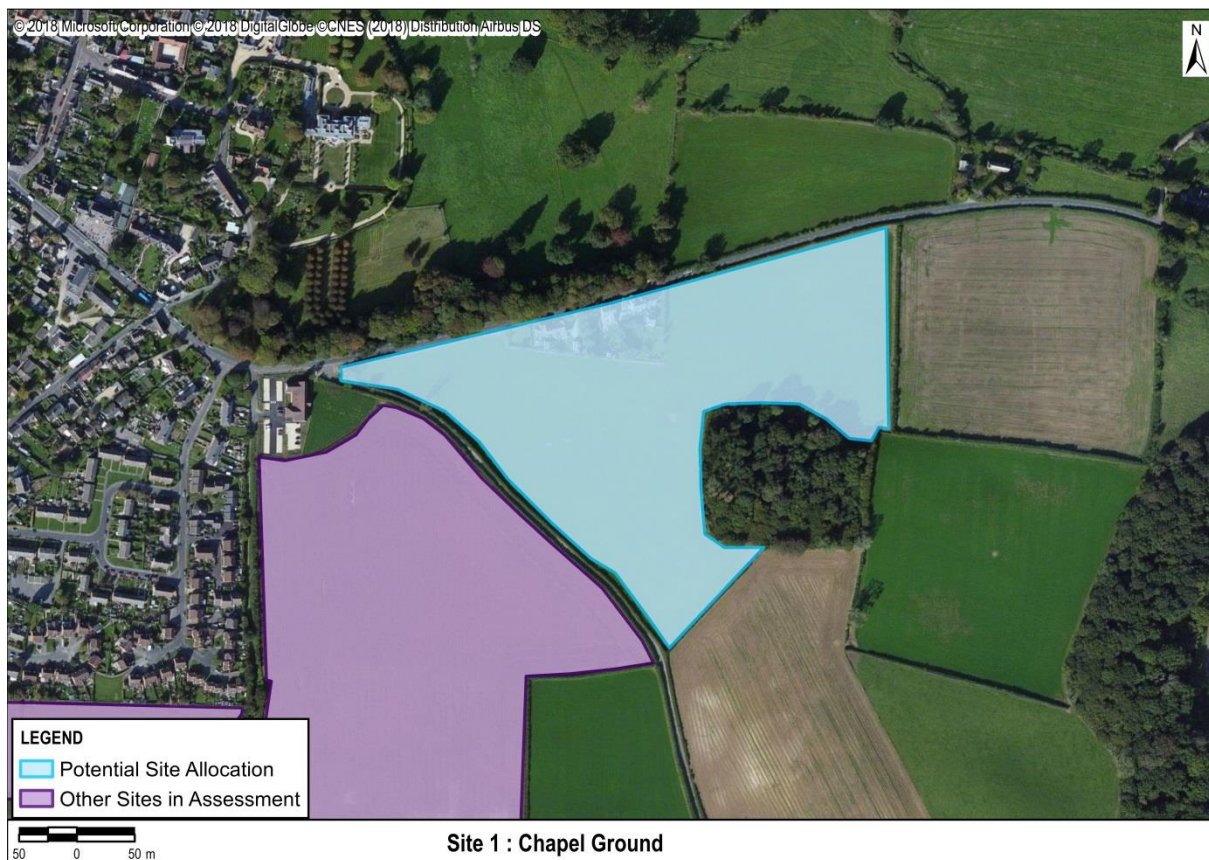 © 2018 Microsoft Corporation © 2018 DigitalGlobe ©CNES (2018) Distribution Airbus DS
N
LEGEND
Potential Site Allocation
Other Sites in Assessment
50 0 50 m
Site 1 : Chapel Ground